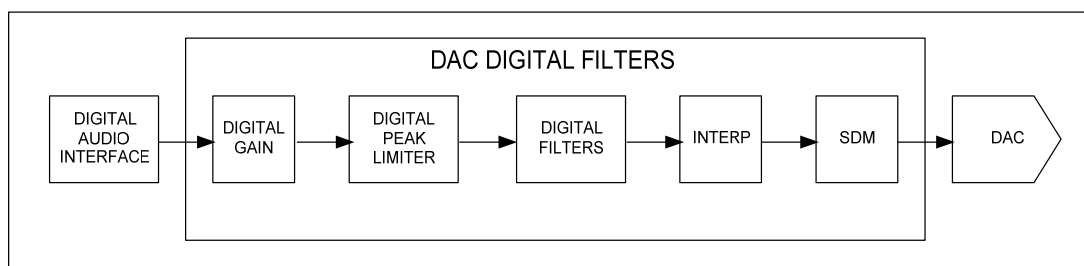 DAC DIGITAL FILTERS
DIGITAL
AUDIO
INTERFACE
DIGITAL
GAIN
DIGITAL
PEAK
LIMITER
DIGITAL
FILTERS
INTERP
SDM
DAC